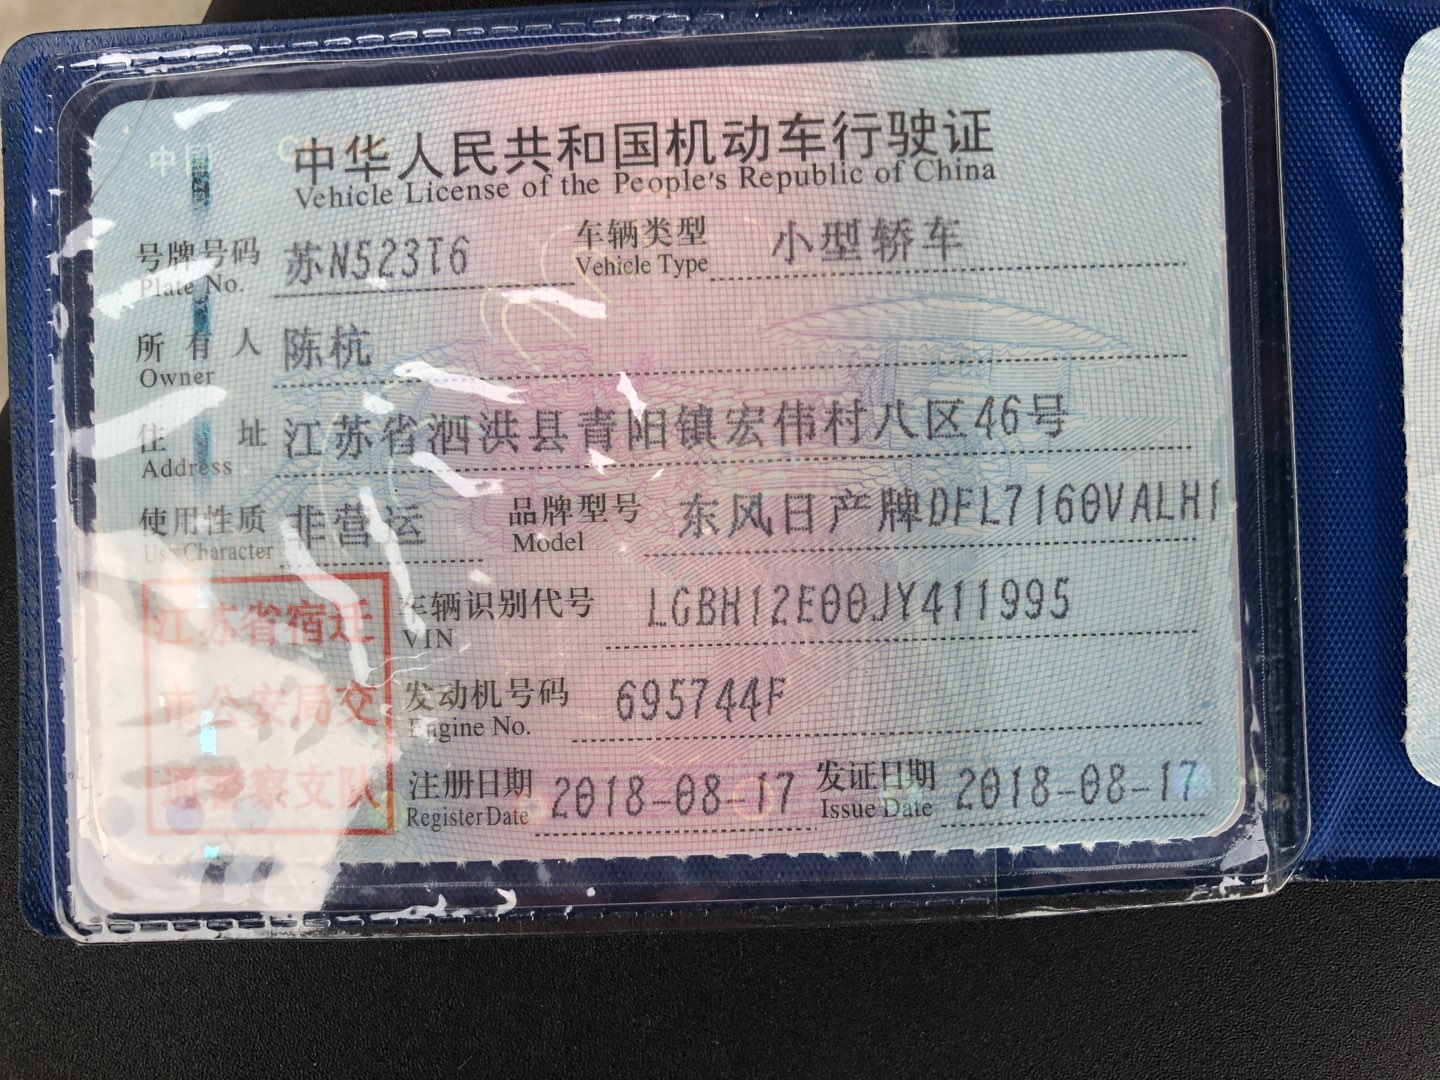 中国
中华人民共和国机动车行驶证
Vehicle License of the People's Republic of China
号牌号码 苏N523T6 车辆类型 小型轿车
Plate No. Vehicle Type
所有人 陈杭
Owner
住址 江苏省泗洪县青阳镇宏伟村八区46号
Address
使用性质 非营运 品牌型号 东风日产牌DFL7160VALH1
Use Character Model
江苏省宿迁
市公安局交
通警察支队
车辆识别代号 LGBH12E00JY411995
VIN
发动机号码 695744F
Engine No.
注册日期 2018-08-17 发证日期 2018-08-17
Register Date Issue Date